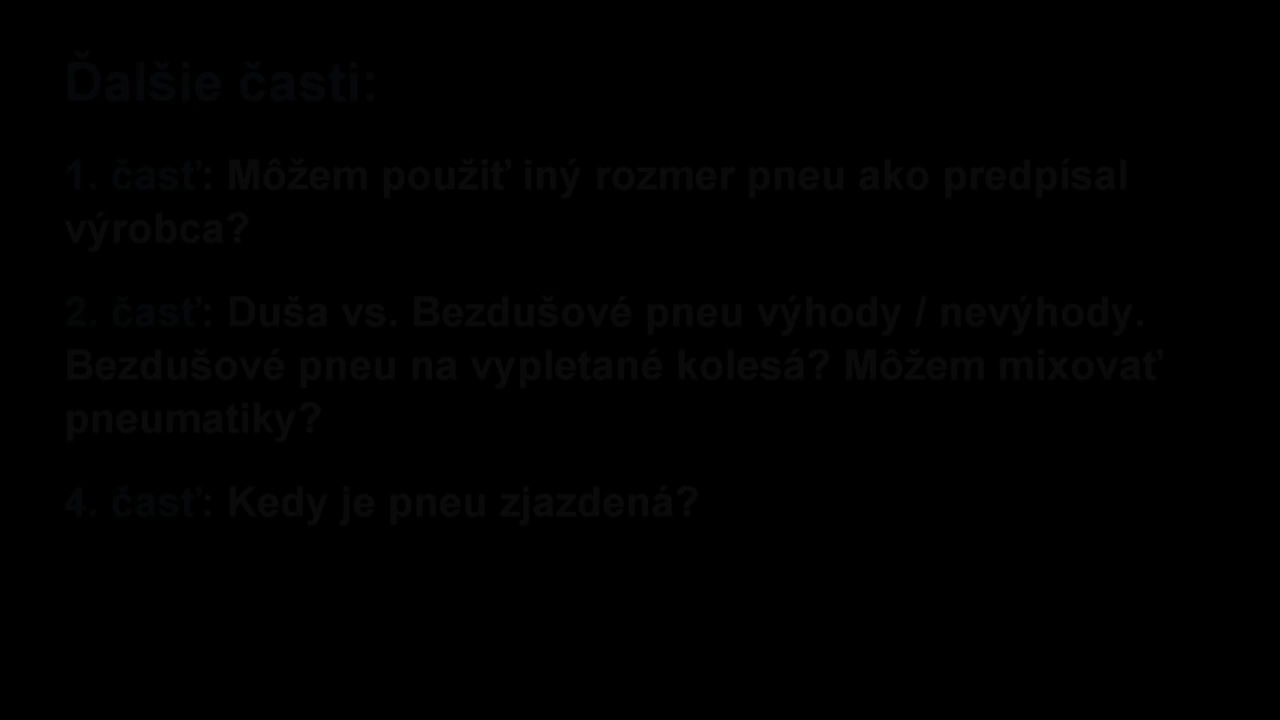 Ďalšie časti:
1. časť: Môžem použiť iný rozmer pneu ako predpísal
výrobca?
2. časť: Duša vs. Bezdušové pneu výhody / nevýhody.
Bezdušové pneu na vypletané kolesá? Môžem mixovať
pneumatiky?
4. časť: Kedy je pneu zjazdená?